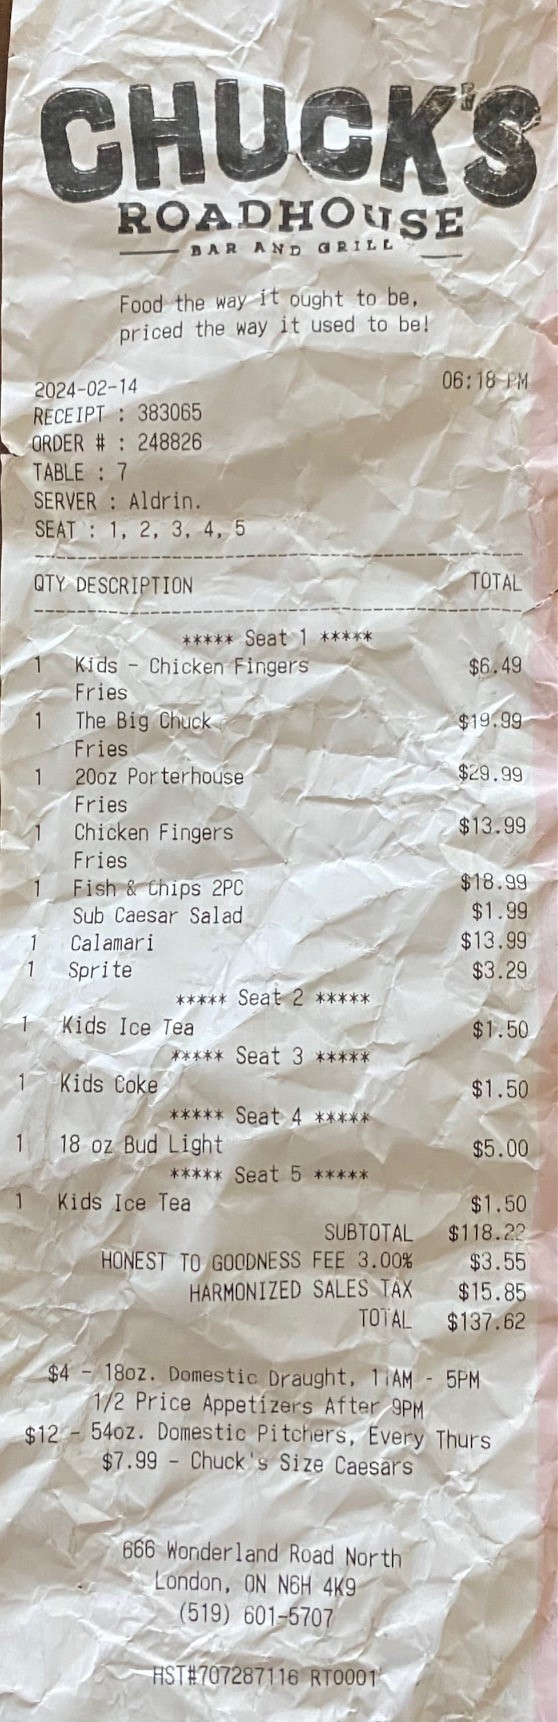 CHUCK'S
ROADHOUSE
BAR AND GRILL
Food the way it ought to be,
priced the way it used to be!
2024-02-14 06:18 PM
RECEIPT : 383065
ORDER # : 248826
TABLE : 7
SERVER : Aldrin.
SEAT : 1, 2, 3, 4, 5
QTY DESCRIPTION TOTAL
***** Seat 1 *****
1 Kids - Chicken Fingers $6.49
Fries
1 The Big Chuck $19.99
Fries
1 20oz Porterhouse $29.99
Fries
1 Chicken Fingers $13.99
Fries
1 Fish & Chips 2PC $18.99
Sub Caesar Salad $1.99
1 Calamari $13.99
1 Sprite $3.29
***** Seat 2 *****
1 Kids Ice Tea $1.50
***** Seat 3 *****
1 Kids Coke $1.50
***** Seat 4 *****
1 18 oz Bud Light $5.00
***** Seat 5 *****
1 Kids Ice Tea $1.50
SUBTOTAL $118.22
HONEST TO GOODNESS FEE 3.00% $3.55
HARMONIZED SALES TAX $15.85
TOTAL $137.62
$4 - 18oz. Domestic Draught, 11AM - 5PM
1/2 Price Appetizers After 9PM
$12 - 54oz. Domestic Pitchers, Every Thurs
$7.99 - Chuck's Size Caesars
666 Wonderland Road North
London, ON N6H 4K9
(519) 601-5707
HST#707287116 RT0001